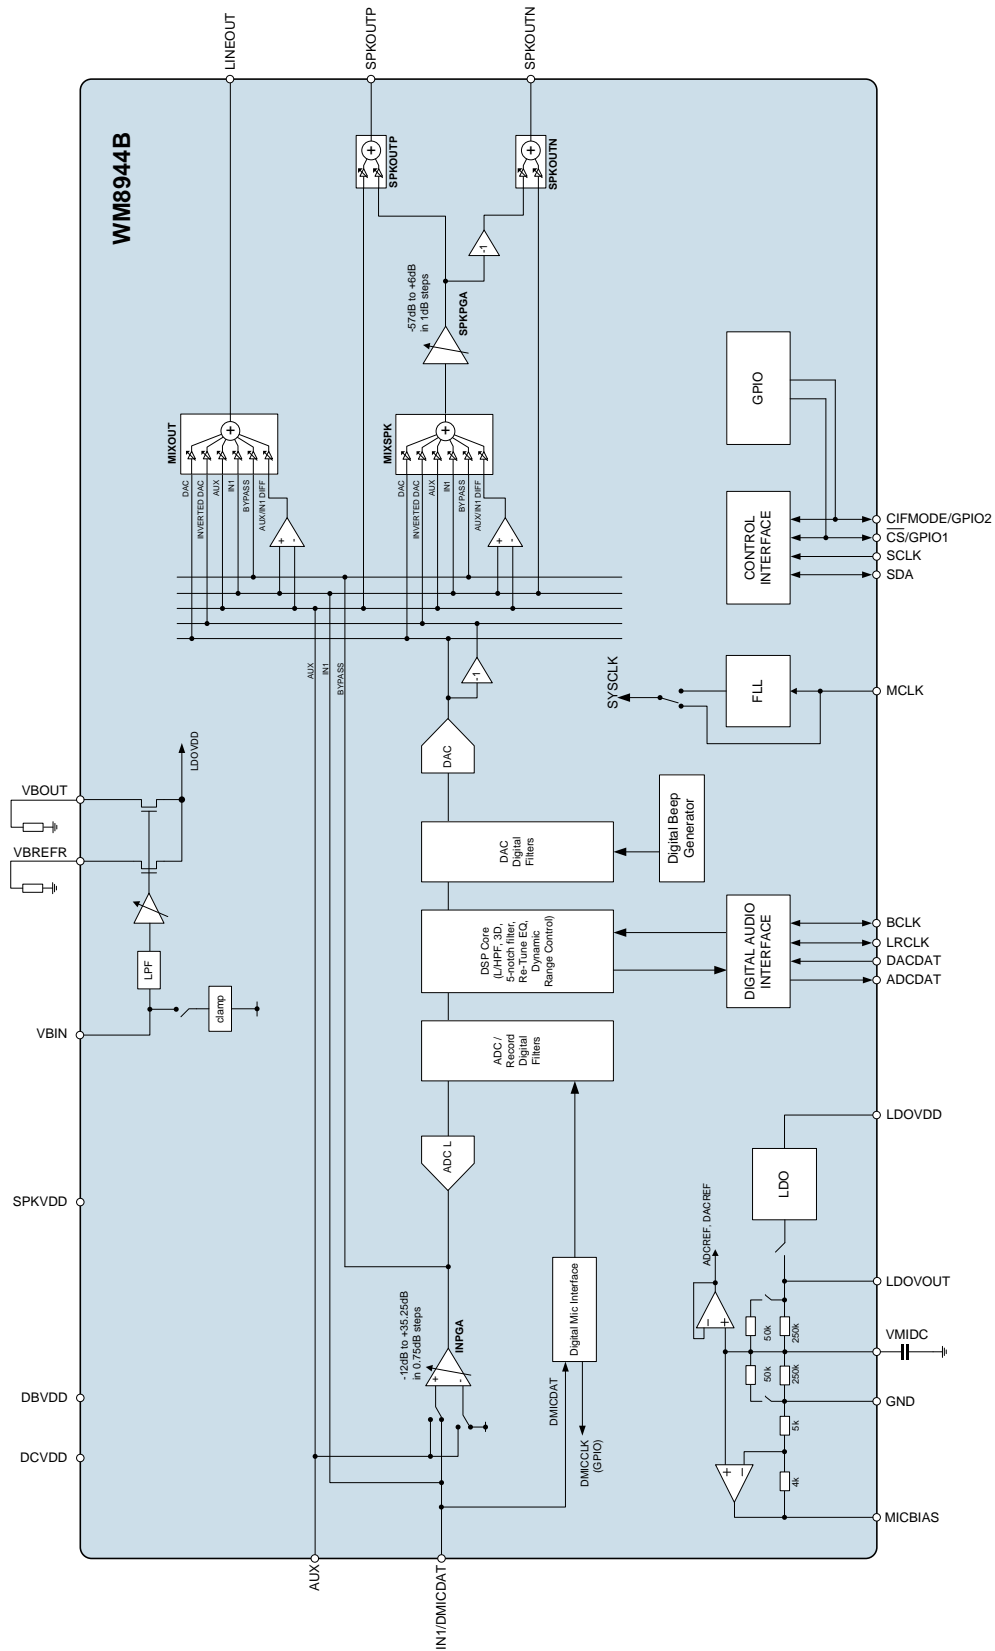 LINEOUT
SPKOUTP
SPKOUTN
WM8944B
SPKOUTP
SPKOUTN
-1
-57dB to +6dB
in 1dB steps
SPKPGA
MIXOUT
DAC
INVERTED DAC
AUX
IN1
BYPASS
AUX/IN1 DIFF
+
-
MIXSPK
DAC
INVERTED DAC
AUX
IN1
BYPASS
AUX/IN1 DIFF
+
-
GPIO
CONTROL
INTERFACE
CIFMODE/GPIO2
CS/GPIO1
SCLK
SDA
AUX
IN1
BYPASS
-1
SYSCLK
FLL
MCLK
VBOUT
LDOVDD
VBREFR
LPF
clamp
VBIN
DAC
DAC
Digital
Filters
Digital Beep
Generator
DSP Core
(L/HPF, 3D,
5-notch filter,
Re-Tune EQ,
Dynamic
Range Control)
DIGITAL AUDIO
INTERFACE
BCLK
LRCLK
DACDAT
ADCDAT
ADC /
Record
Digital
Filters
ADC L
SPKVDD
LDOVDD
LDO
ADCREF, DACREF
LDOVOUT
VMIDC
GND
MICBIAS
50k
250k
50k
250k
5k
4k
+
-
+
-
Digital Mic Interface
DMICDAT
DMICCLK
(GPIO)
-12dB to +35.25dB
in 0.75dB steps
INPGA
+
-
DBVDD
DCVDD
AUX
IN1/DMICDAT